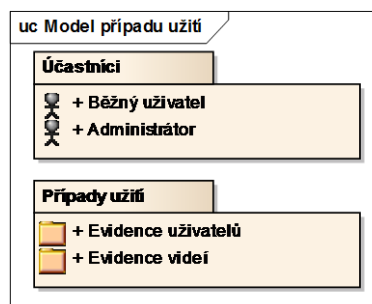 uc Model případu užití
Účastníci
+ Běžný uživatel
+ Administrátor
Případy užití
+ Evidence uživatelů
+ Evidence videí